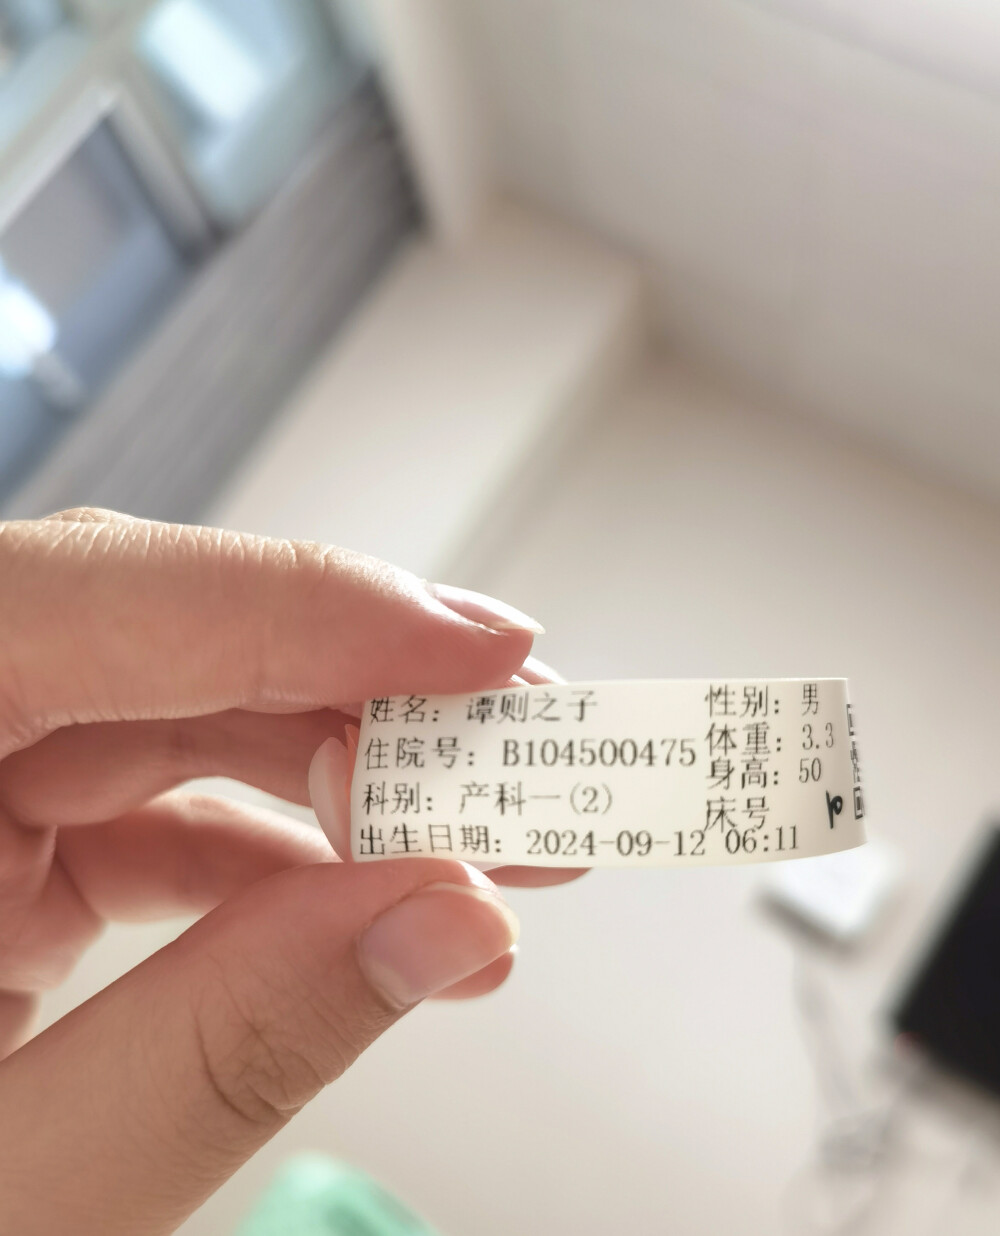 姓名：谭则之子 性别：男
住院号：B104500475 体重：3.3
科别：产科一(2) 身高：50
床号
出生日期：2024-09-12 06:11